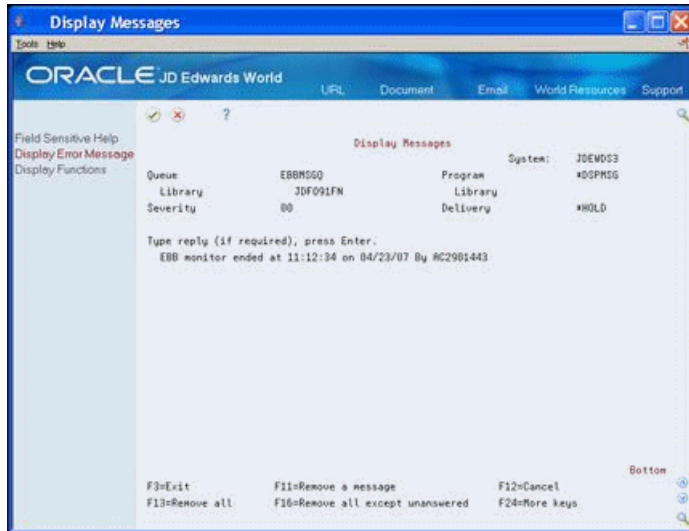 Display Messages
Tools Help
ORACLE JD Edwards World
URL Document Email World Resources Support
?
Field Sensitive Help
Display Error Message
Display Functions
Display Messages
System: JDEWDS3
Queue EBBMSGQ Program *DSPMSG
Library JDFO91FN Library
Severity 00 Delivery *HOLD
Type reply (if required), press Enter.
EBB monitor ended at 11:12:34 on 04/23/07 By AC2981443
Bottom
F3=Exit F11=Remove a message F12=Cancel
F13=Remove all F16=Remove all except unanswered F24=More keys